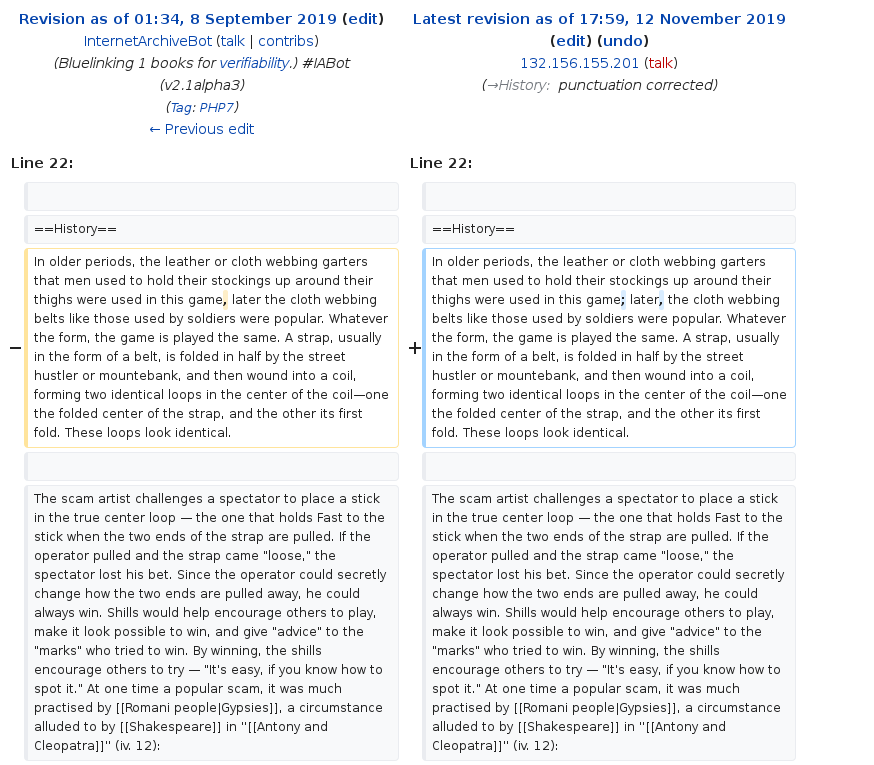 Revision as of 01:34, 8 September 2019 (edit)
InternetArchiveBot (talk | contribs)
(Bluelinking 1 books for verifiability.) #IABot
(v2.1alpha3)
(Tag: PHP7)
← Previous edit
Latest revision as of 17:59, 12 November 2019
(edit) (undo)
132.156.155.201 (talk)
(→History:  punctuation corrected)
Line 22:
Line 22:
==History==
==History==
−
In older periods, the leather or cloth webbing garters
that men used to hold their stockings up around their
thighs were used in this game, later the cloth webbing
belts like those used by soldiers were popular. Whatever
the form, the game is played the same. A strap, usually
in the form of a belt, is folded in half by the street
hustler or mountebank, and then wound into a coil,
forming two identical loops in the center of the coil—one
the folded center of the strap, and the other its first
fold. These loops look identical.
+
In older periods, the leather or cloth webbing garters
that men used to hold their stockings up around their
thighs were used in this game; later, the cloth webbing
belts like those used by soldiers were popular. Whatever
the form, the game is played the same. A strap, usually
in the form of a belt, is folded in half by the street
hustler or mountebank, and then wound into a coil,
forming two identical loops in the center of the coil—one
the folded center of the strap, and the other its first
fold. These loops look identical.
The scam artist challenges a spectator to place a stick
in the true center loop — the one that holds Fast to the
stick when the two ends of the strap are pulled. If the
operator pulled and the strap came "loose," the
spectator lost his bet. Since the operator could secretly
change how the two ends are pulled away, he could
always win. Shills would help encourage others to play,
make it look possible to win, and give "advice" to the
"marks" who tried to win. By winning, the shills
encourage others to try — "It's easy, if you know how to
spot it." At one time a popular scam, it was much
practised by [[Romani people|Gypsies]], a circumstance
alluded to by [[Shakespeare]] in ''[[Antony and
Cleopatra]]'' (iv. 12):
The scam artist challenges a spectator to place a stick
in the true center loop — the one that holds Fast to the
stick when the two ends of the strap are pulled. If the
operator pulled and the strap came "loose," the
spectator lost his bet. Since the operator could secretly
change how the two ends are pulled away, he could
always win. Shills would help encourage others to play,
make it look possible to win, and give "advice" to the
"marks" who tried to win. By winning, the shills
encourage others to try — "It's easy, if you know how to
spot it." At one time a popular scam, it was much
practised by [[Romani people|Gypsies]], a circumstance
alluded to by [[Shakespeare]] in ''[[Antony and
Cleopatra]]'' (iv. 12):